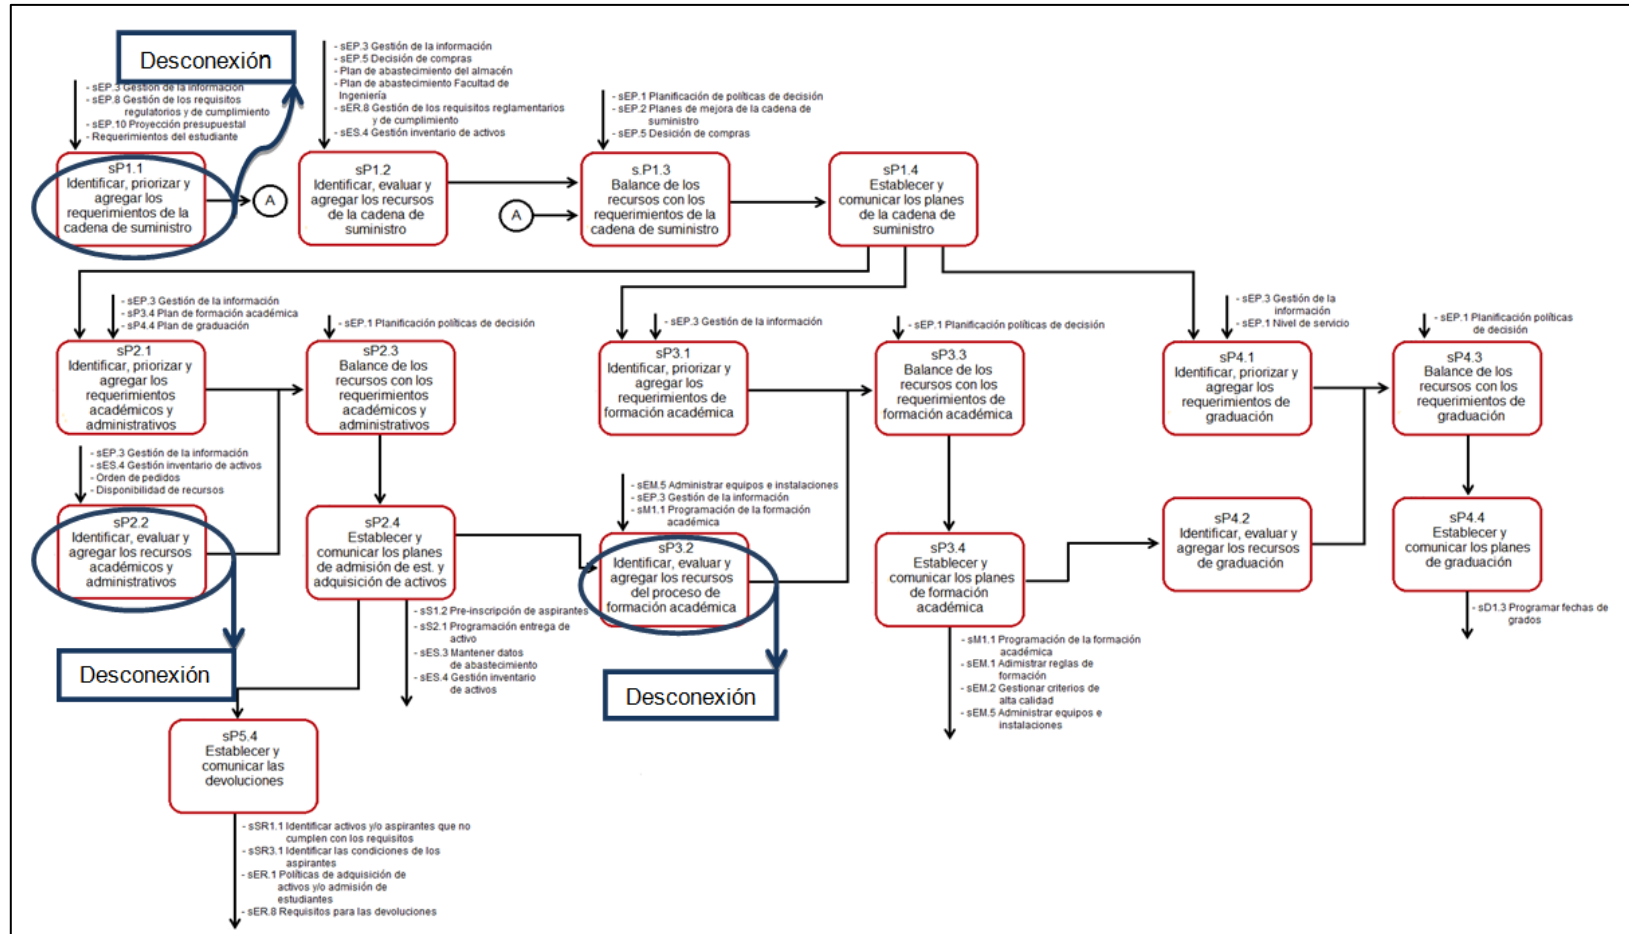 Desconexión
- sEP.3 Gestión de la información
- sEP.8 Gestión de los requisitos
regulatorios y de cumplimiento
- sEP.10 Proyección presupuestal
- Requerimientos del estudiante
- sEP.3 Gestión de la información
- sEP.5 Decisión de compras
- Plan de abastecimiento del almacén
- Plan de abastecimiento Facultad de
Ingeniería
- sER.8 Gestión de los requisitos reglamentarios
y de cumplimiento
- sES.4 Gestión inventario de activos
- sEP.1 Planificación de políticas de decisión
- sEP.2 Planes de mejora de la cadena de
suministro
- sEP.5 Desición de compras
sP1.1
Identificar, priorizar y
agregar los
requerimientos de la
cadena de suministro
A
sP1.2
Identificar, evaluar y
agregar los recursos
de la cadena de
suministro
A
s.P1.3
Balance de los
recursos con los
requerimientos de la
cadena de suministro
sP1.4
Establecer y
comunicar los planes
de la cadena de
suministro
- sEP.3 Gestión de la información
- sP3.4 Plan de formación académica
- sP4.4 Plan de graduación
- sEP.1 Planificación políticas de decisión
- sEP.3 Gestión de la información
- sEP.1 Planificación políticas de decisión
- sEP.3 Gestión de la
información
- sEP.1 Nivel de servicio
- sEP.1 Planificación políticas
de decisión
sP2.1
Identificar, priorizar y
agregar los
requerimientos
académicos y
administrativos
sP2.3
Balance de los
recursos con los
requerimientos
académicos y
administrativos
sP3.1
Identificar, priorizar y
agregar los
requerimientos de
formación académica
sP3.3
Balance de los
recursos con los
requerimientos de
formación académica
sP4.1
Identificar, priorizar y
agregar los
requerimientos de
graduación
sP4.3
Balance de los
recursos con los
requerimientos de
graduación
- sEP.3 Gestión de la información
- sES.4 Gestión inventario de activos
- Orden de pedidos
- Disponibilidad de recursos
- sEM.5 Administrar equipos e instalaciones
- sEP.3 Gestión de la información
- sM1.1 Programación de la formación
académica
sP2.2
Identificar, evaluar y
agregar los recursos
académicos y
administrativos
sP2.4
Establecer y
comunicar los planes
de admisión de est. y
adquisición de activos
sP3.2
Identificar, evaluar y
agregar los recursos
del proceso de
formación académica
sP3.4
Establecer y
comunicar los planes
de formación
académica
sP4.2
Identificar, evaluar y
agregar los recursos
de graduación
sP4.4
Establecer y
comunicar los planes
de graduación
- sS1.2 Pre-inscripción de aspirantes
- sS2.1 Programación entrega de
activo
- sES.3 Mantener datos
de abastecimiento
- sES.4 Gestión inventario
de activos
- sD1.3 Programar fechas de
grados
Desconexión
Desconexión
- sM1.1 Programación de la formación
académica
- sEM.1 Adimistrar reglas de
formación
- sEM.2 Gestionar criterios de
alta calidad
- sEM.5 Administrar equipos e
instalaciones
sP5.4
Establecer y
comunicar las
devoluciones
- sSR1.1 Identificar activos y/o aspirantes que no
cumplen con los requisitos
- sSR3.1 Identificar las condiciones de los
aspirantes
- sER.1 Políticas de adquisición de
activos y/o admisión de
estudiantes
- sER.8 Requisitos para las devoluciones